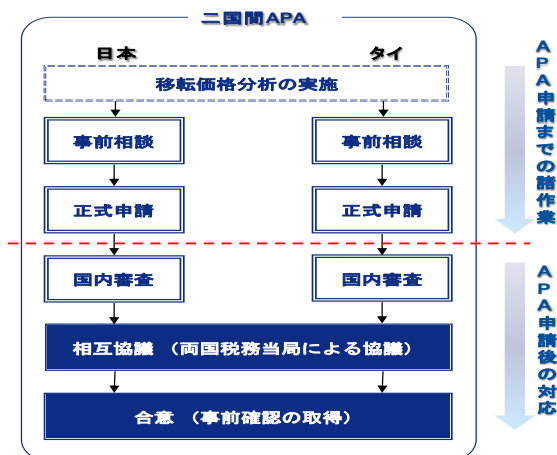 二国間APA
日本
タイ
移転価格分析の実施
事前相談
事前相談
正式申請
正式申請
国内審査
国内審査
相互協議 (両国税務当局による協議)
合意 (事前確認の取得)
APA申請までの諸作業
APA申請後の対応